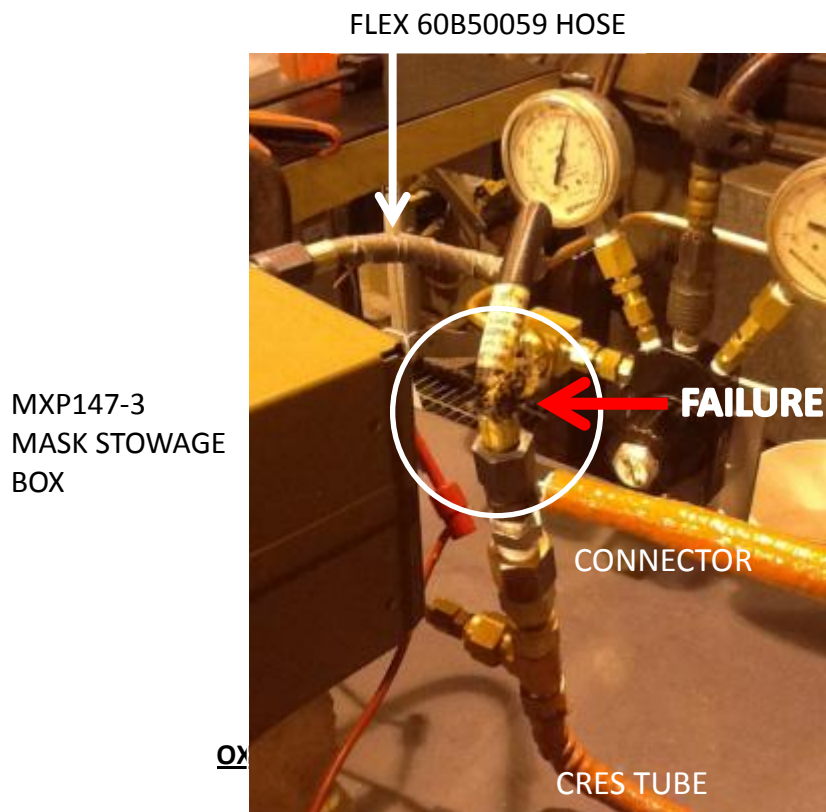 FLEX 60B50059 HOSE
MXP147-3
MASK STOWAGE
BOX
FAILURE
CONNECTOR
CRES TUBE